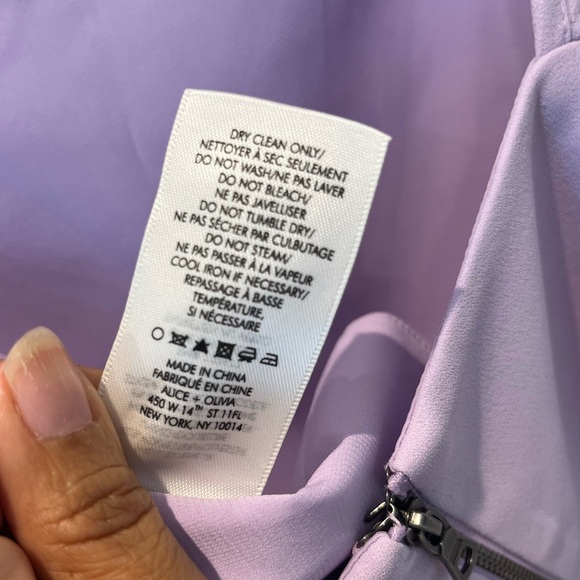 DRY CLEAN ONLY/
NETTOYER À SEC SEULEMENT
DO NOT WASH/NE PAS LAVER
DO NOT BLEACH/
NE PAS JAVELLISER
DO NOT TUMBLE DRY/
NE PAS SÉCHER PAR CULBUTAGE
DO NOT STEAM/
NE PAS PASSER À LA VAPEUR
COOL IRON IF NECESSARY/
REPASSAGE À BASSE
TEMPÉRATURE,
SI NÉCESSAIRE
MADE IN CHINA
FABRIQUÉ EN CHINE
ALICE + OLIVIA
450 W 14TH ST 11FL
NEW YORK, NY 10014